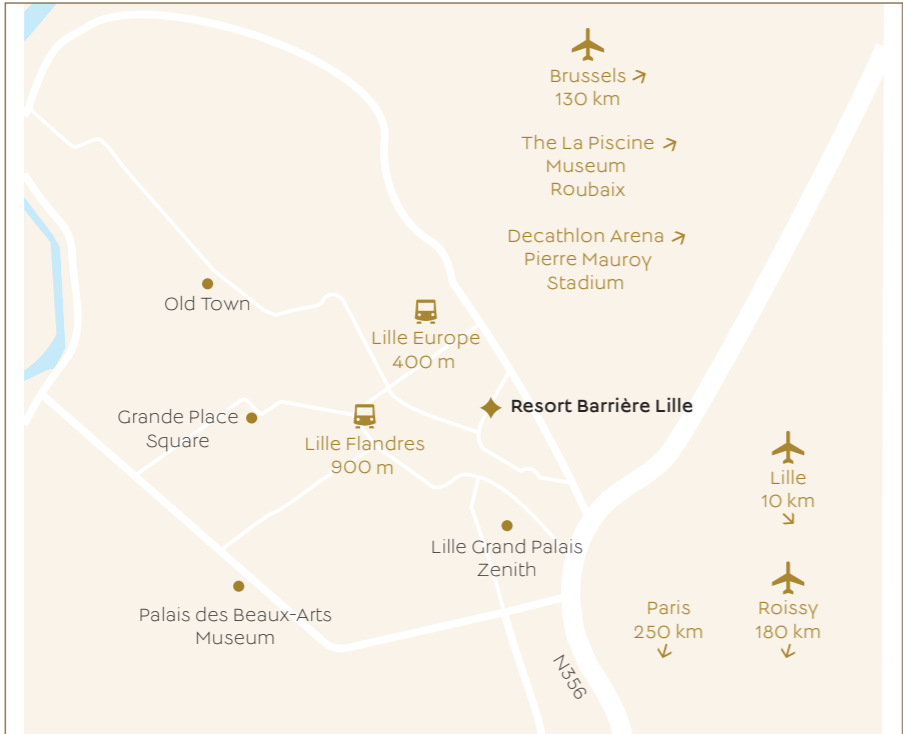 Brussels
130 km
The La Piscine
Museum
Roubaix
Decathlon Arena
Pierre Mauroy
Stadium
Old Town
Lille Europe
400 m
Resort Barrière Lille
Grande Place
Square
Lille Flandres
900 m
Lille
10 km
Lille Grand Palais
Zenith
Palais des Beaux-Arts
Museum
Paris
250 km
Roissy
180 km
N356